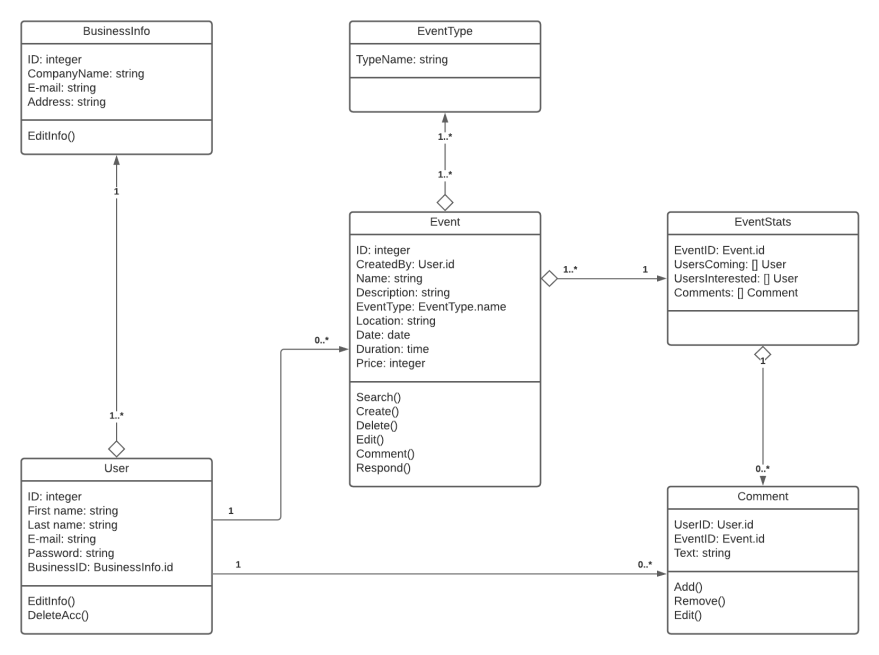 BusinessInfo
ID: integer
CompanyName: string
E-mail: string
Address: string
EditInfo()
EventType
TypeName: string
1..*
1..*
1
1..*
Event
ID: integer
CreatedBy: User.id
Name: string
Description: string
EventType: EventType.name
Location: string
Date: date
Duration: time
Price: integer
Search()
Create()
Delete()
Edit()
Comment()
Respond()
1..*
1
EventStats
EventID: Event.id
UsersComing: [] User
UsersInterested: [] User
Comments: [] Comment
1
0..*
0..*
1
User
ID: integer
First name: string
Last name: string
E-mail: string
Password: string
BusinessID: BusinessInfo.id
EditInfo()
DeleteAcc()
1
0..*
Comment
UserID: User.id
EventID: Event.id
Text: string
Add()
Remove()
Edit()